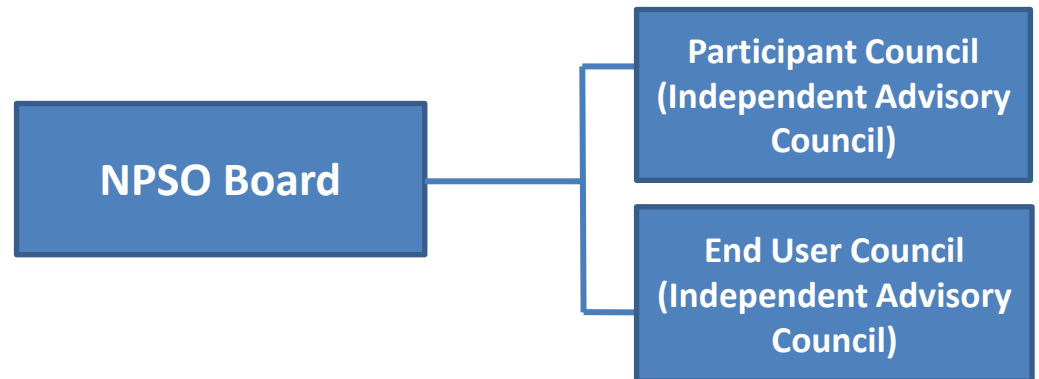 NPSO Board
Participant Council
(Independent Advisory
Council)
End User Council
(Independent Advisory
Council)